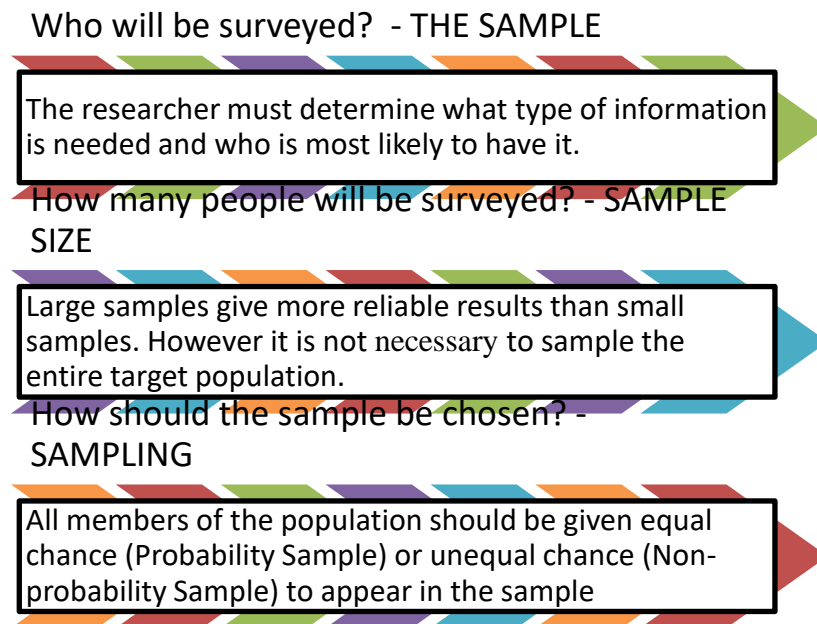 Who will be surveyed? - THE SAMPLE
The researcher must determine what type of information
is needed and who is most likely to have it.
How many people will be surveyed? - SAMPLE
SIZE
Large samples give more reliable results than small
samples. However it is not necessary to sample the
entire target population.
How should the sample be chosen? -
SAMPLING
All members of the population should be given equal
chance (Probability Sample) or unequal chance (Non-
probability Sample) to appear in the sample